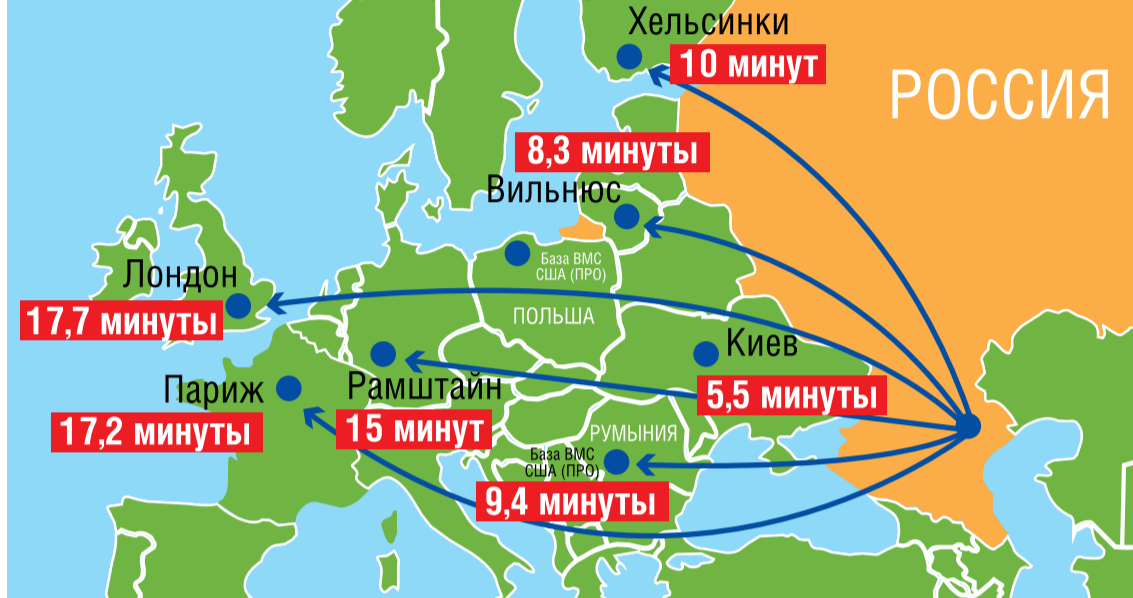 Хельсинки
10 минут
РОССИЯ
8,3 минуты
Вильнюс
База ВМС
США (ПРО)
Лондон
17,7 минуты
ПОЛЬША
Киев
5,5 минуты
Париж
17,2 минуты
Рамштайн
15 минут
РУМЫНИЯ
База ВМС
США (ПРО)
9,4 минуты